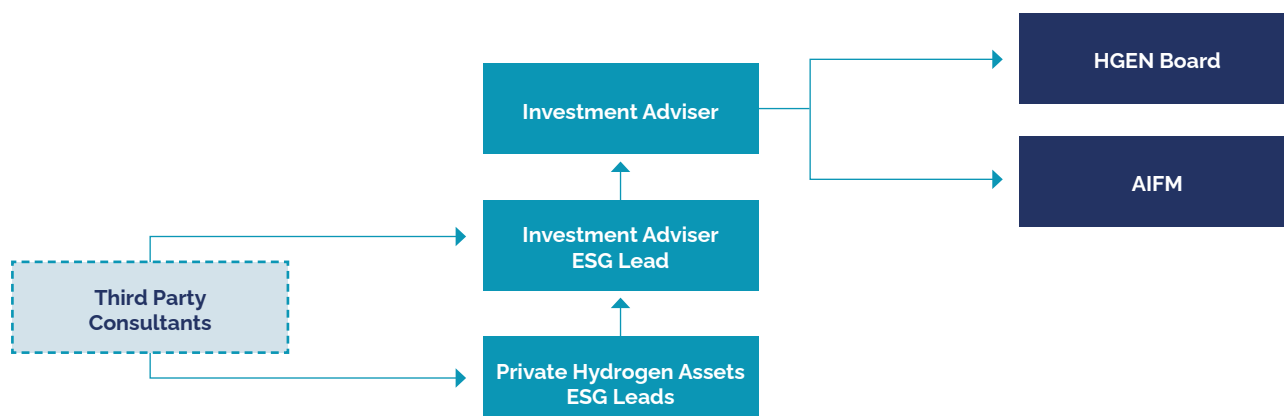 HGEN Board
Investment Adviser
AIFM
Investment Adviser
ESG Lead
Third Party
Consultants
Private Hydrogen Assets
ESG Leads